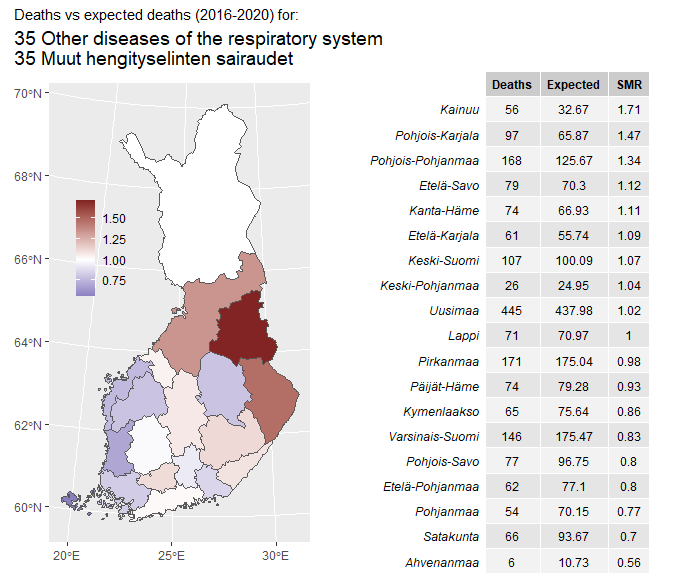 Deaths vs expected deaths (2016-2020) for:
35 Other diseases of the respiratory system
35 Muut hengityselinten sairaudet
70°N
68°N
66°N
64°N
62°N
60°N
20°E
25°E
30°E
1.50
1.25
1.00
0.75
Deaths Expected SMR
Kainuu 56 32.67 1.71
Pohjois-Karjala 97 65.87 1.47
Pohjois-Pohjanmaa 168 125.67 1.34
Etelä-Savo 79 70.3 1.12
Kanta-Häme 74 66.93 1.11
Etelä-Karjala 61 55.74 1.09
Keski-Suomi 107 100.09 1.07
Keski-Pohjanmaa 26 24.95 1.04
Uusimaa 445 437.98 1.02
Lappi 71 70.97 1
Pirkanmaa 171 175.04 0.98
Päijät-Häme 74 79.28 0.93
Kymenlaakso 65 75.64 0.86
Varsinais-Suomi 146 175.47 0.83
Pohjois-Savo 77 96.75 0.8
Etelä-Pohjanmaa 62 77.1 0.8
Pohjanmaa 54 70.15 0.77
Satakunta 66 93.67 0.7
Ahvenanmaa 6 10.73 0.56